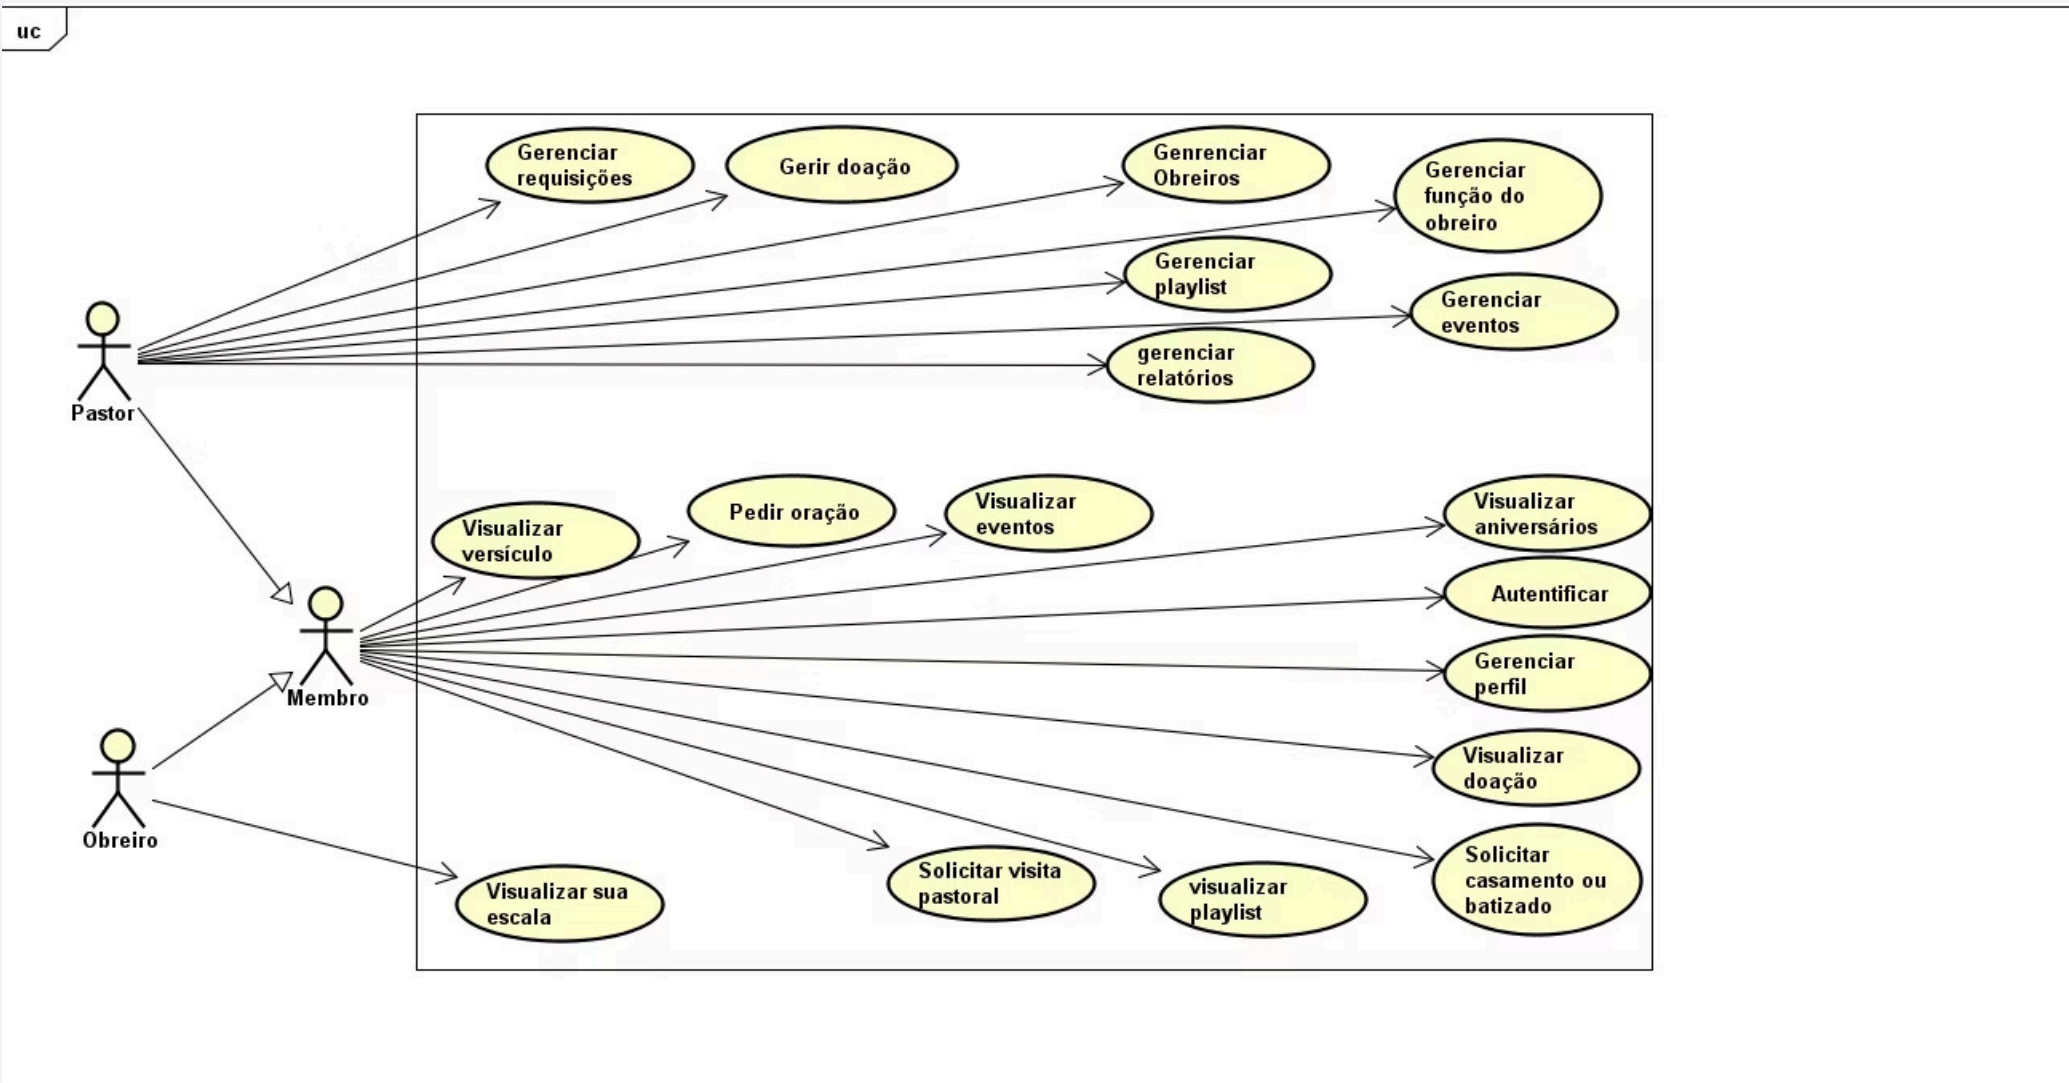 uc
Gerenciar
requisições
Gerir doação
Genrenciar
Obreiros
Gerenciar
função do
obreiro
Gerenciar
playlist
Gerenciar
eventos
gerenciar
relatórios
Pastor
Visualizar
versículo
Pedir oração
Visualizar
eventos
Visualizar
aniversários
Autentificar
Gerenciar
perfil
Membro
Visualizar
doação
Obreiro
Solicitar
casamento ou
batizado
Solicitar visita
pastoral
visualizar
playlist
Visualizar sua
escala